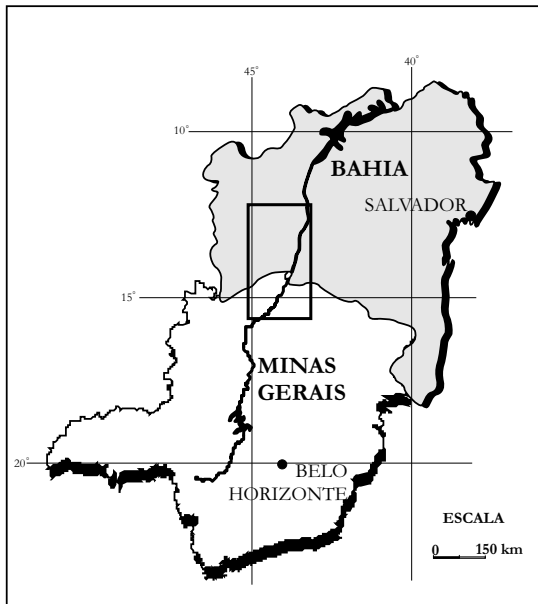 40°
45°
10°
BAHIA
SALVADOR
15°
MINAS
GERAIS
20°
BELO
HORIZONTE
ESCALA
0 150 km